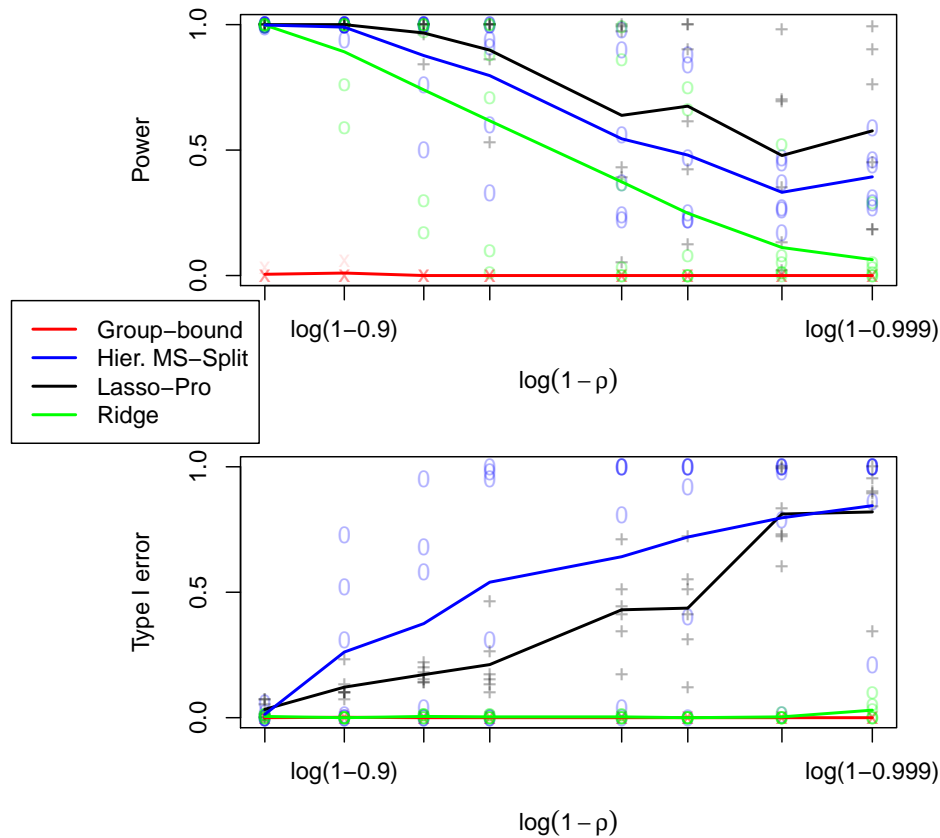 1.0
0.5
0.0
Power
log(1−0.9)
log(1−0.999)
log(1−ρ)
Group−bound
Hier. MS−Split
Lasso−Pro
Ridge
1.0
0.5
0.0
Type I error
log(1−0.9)
log(1−0.999)
log(1−ρ)